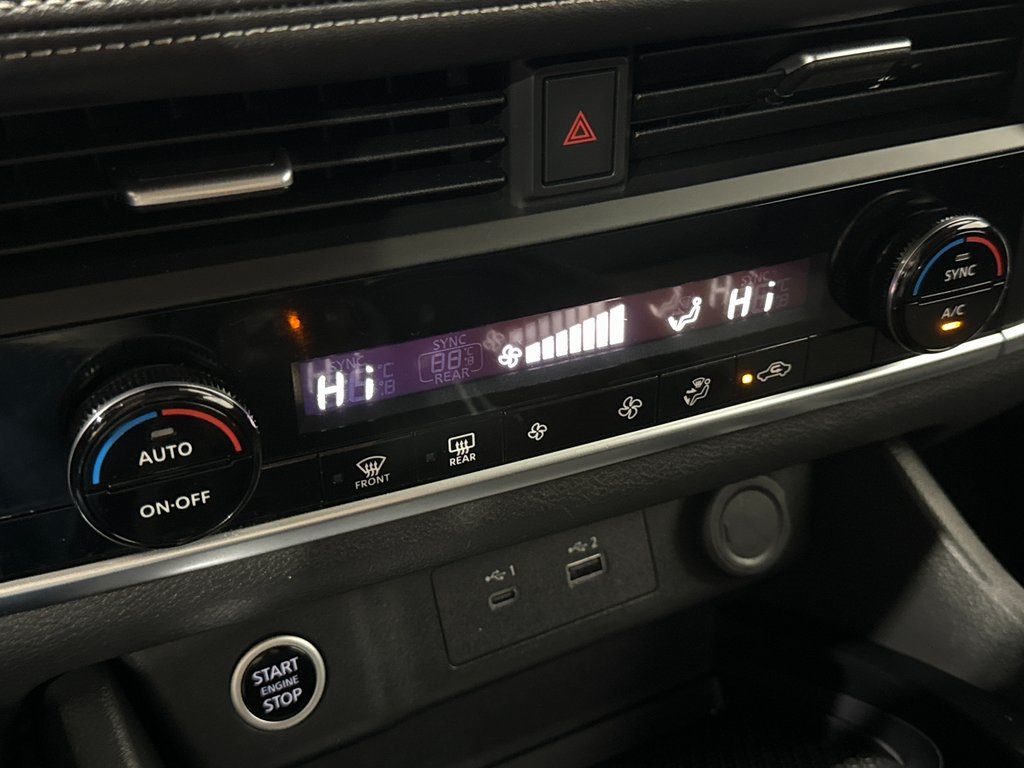 SYNC
A/C
SYNC
Hi
SYNC
Hi
88°C
REAR
AUTO
ON·OFF
FRONT
REAR
1
2
START
ENGINE
STOP